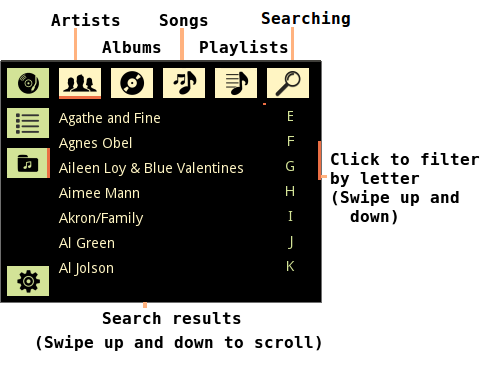 Artists Songs Searching
Albums Playlists
Agathe and Fine E
Agnes Obel F
Aileen Loy & Blue Valentines G
Aimee Mann H
Akron/Family I
Al Green J
Al Jolson K
Click to filter
by letter
(Swipe up and
down)
Search results
(Swipe up and down to scroll)